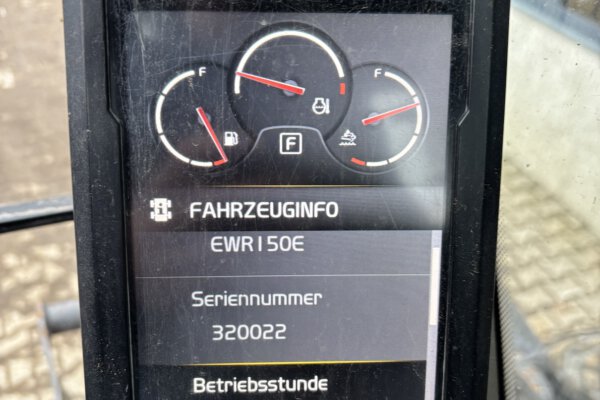 F
F
F
FAHRZEUGINFO
EWR150E
Seriennummer
320022
Betriebsstunde